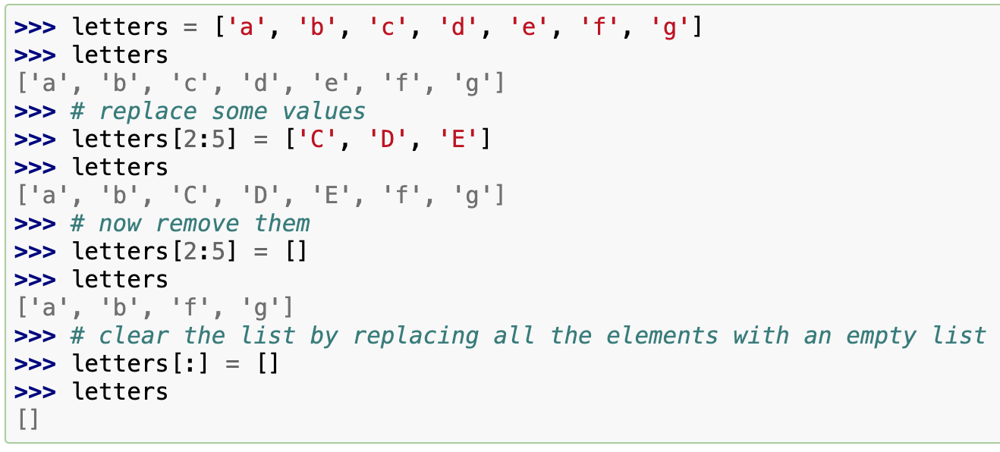 >>> letters = ['a', 'b', 'c', 'd', 'e', 'f', 'g']
>>> letters
['a', 'b', 'c', 'd', 'e', 'f', 'g']
>>> # replace some values
>>> letters[2:5] = ['C', 'D', 'E']
>>> letters
['a', 'b', 'C', 'D', 'E', 'f', 'g']
>>> # now remove them
>>> letters[2:5] = []
>>> letters
['a', 'b', 'f', 'g']
>>> # clear the list by replacing all the elements with an empty list
>>> letters[:] = []
>>> letters
[]